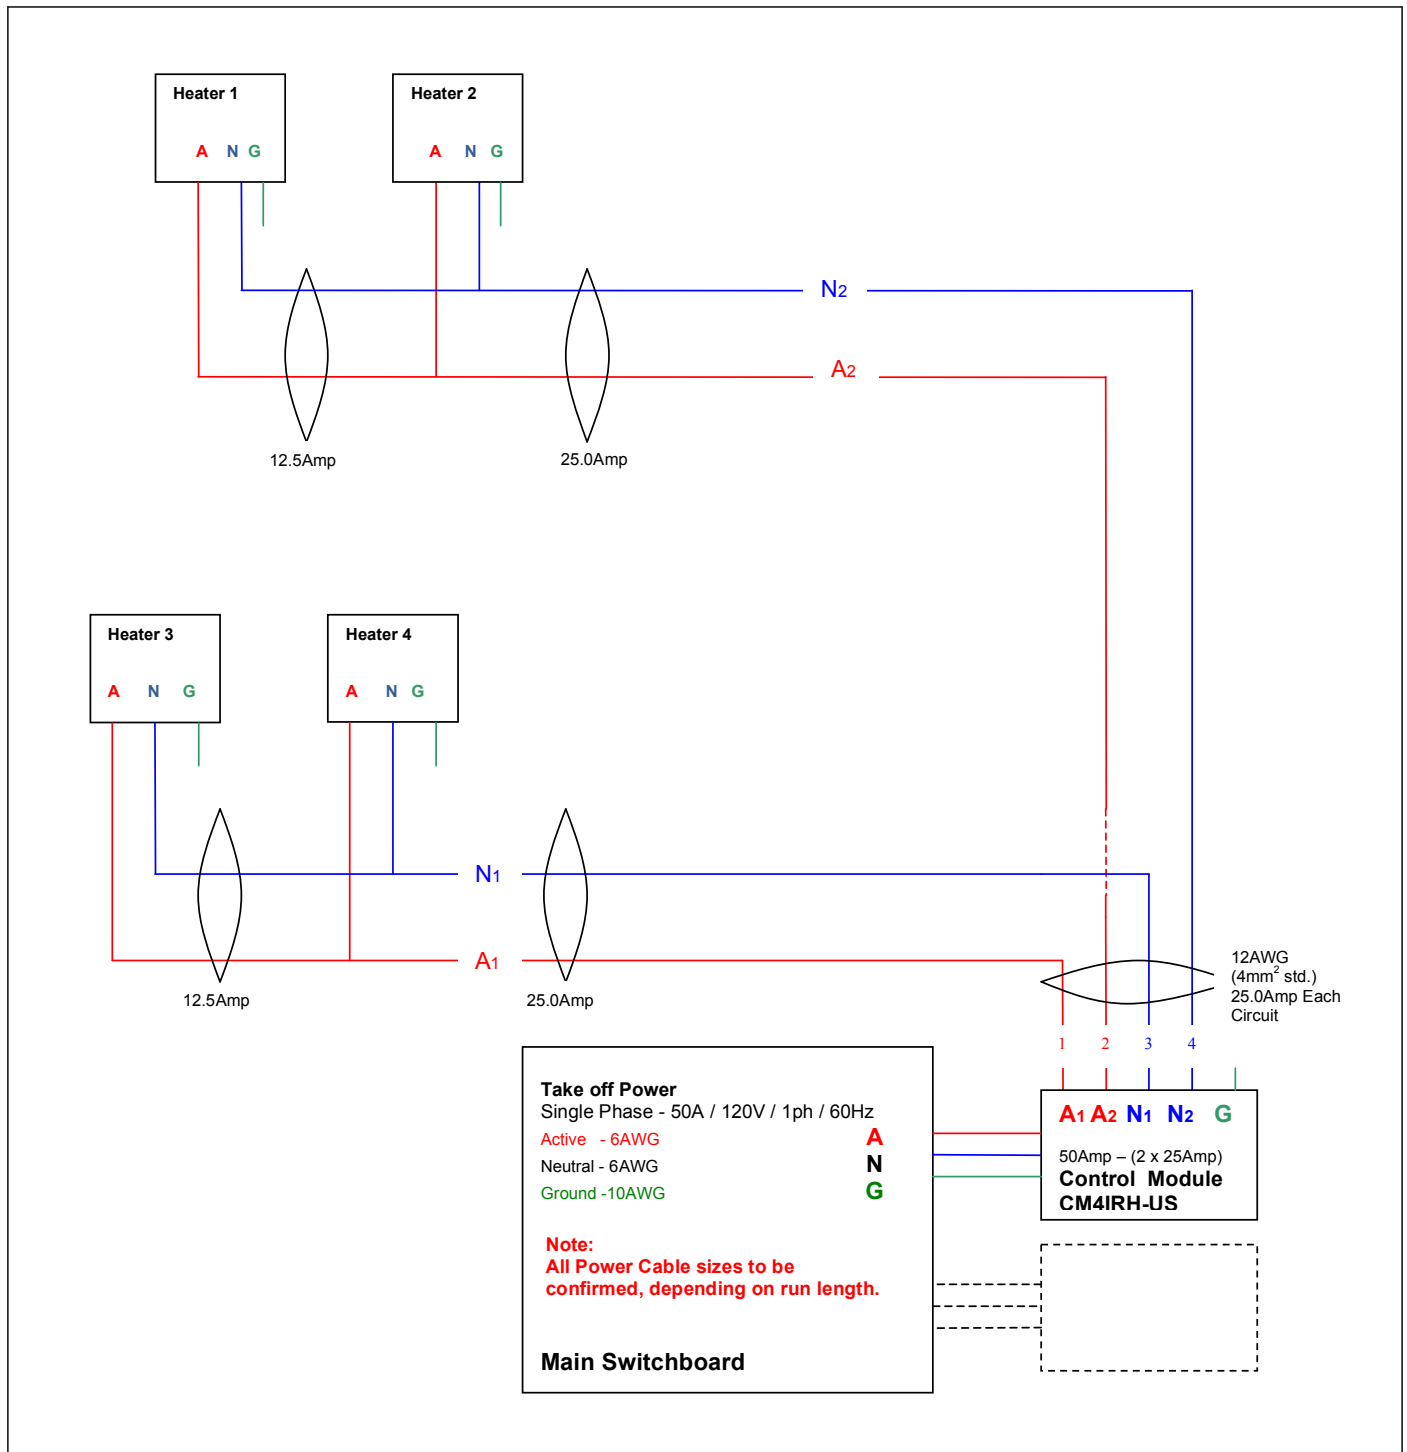 Heater 1
A N G
Heater 2
A N G
N2
A2
12.5Amp
25.0Amp
Heater 3
A N G
Heater 4
A N G
N1
A1
12.5Amp
25.0Amp
12AWG
(4mm² std.)
25.0Amp Each
Circuit
1 2 3 4
A1 A2 N1 N2 G
50Amp – (2 x 25Amp)
Control Module
CM4IRH-US
Take off Power
Single Phase - 50A / 120V / 1ph / 60Hz
Active - 6AWG A
Neutral - 6AWG N
Ground -10AWG G
Note:
All Power Cable sizes to be
confirmed, depending on run length.
Main Switchboard